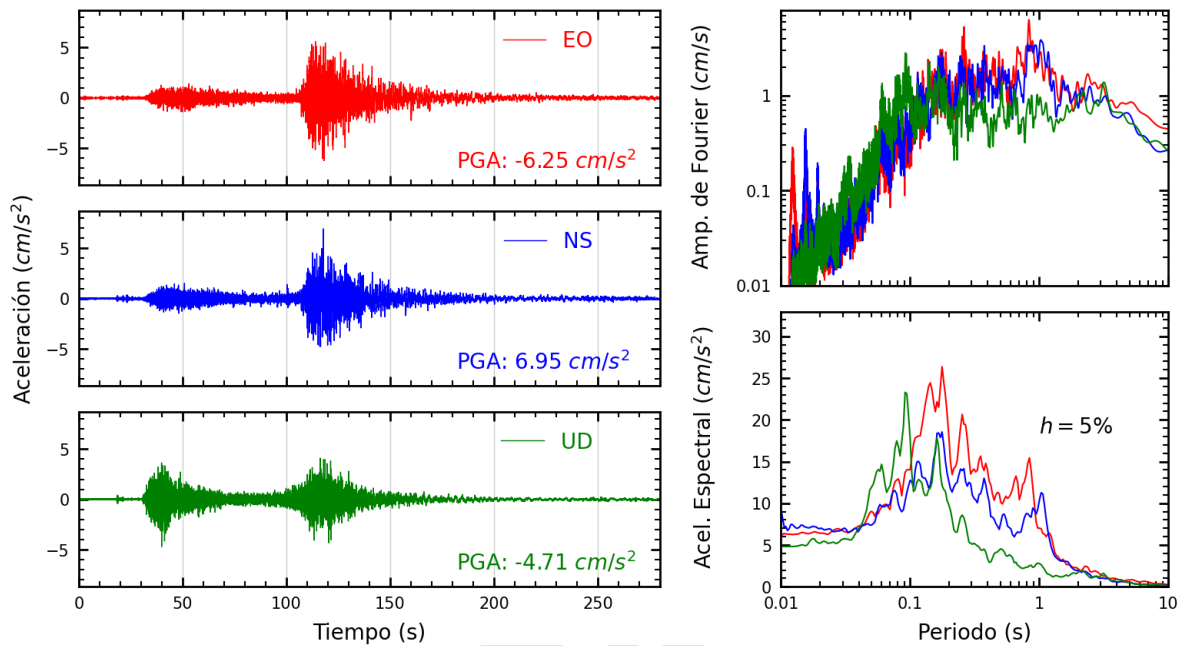 Aceleración (cm/s²)
5
0
−5
EO
PGA: -6.25 cm/s²
5
0
−5
NS
PGA: 6.95 cm/s²
5
0
−5
UD
PGA: -4.71 cm/s²
0 50 100 150 200 250
Tiempo (s)
Amp. de Fourier (cm/s)
1
0.1
0.01
Acel. Espectral (cm/s²)
30
25
20
15
10
5
0
h = 5%
0.01 0.1 1 10
Periodo (s)